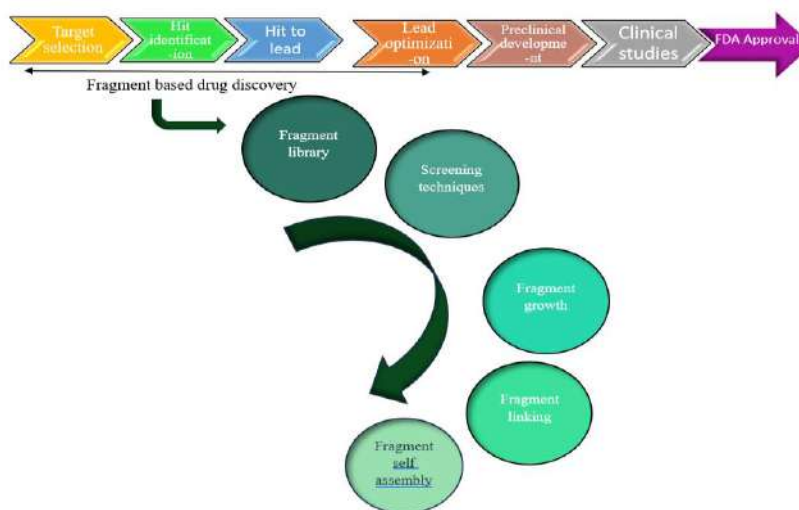 Target
selection
Hit
identificat
-ion
Hit to
lead
Lead
optimizati
-on
Preclinical
developme
-nt
Clinical
studies
FDA Approval
Fragment based drug discovery
Fragment
library
Screening
techniques
Fragment
growth
Fragment
linking
Fragment
self
assembly